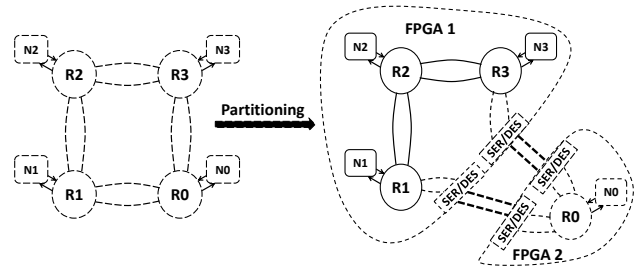 N2
N3
R2
R3
N1
N0
R1
R0
Partitioning
FPGA 1
N2
N3
R2
R3
N1
R1
SER/DES
SER/DES
SER/DES
SER/DES
N0
R0
FPGA 2